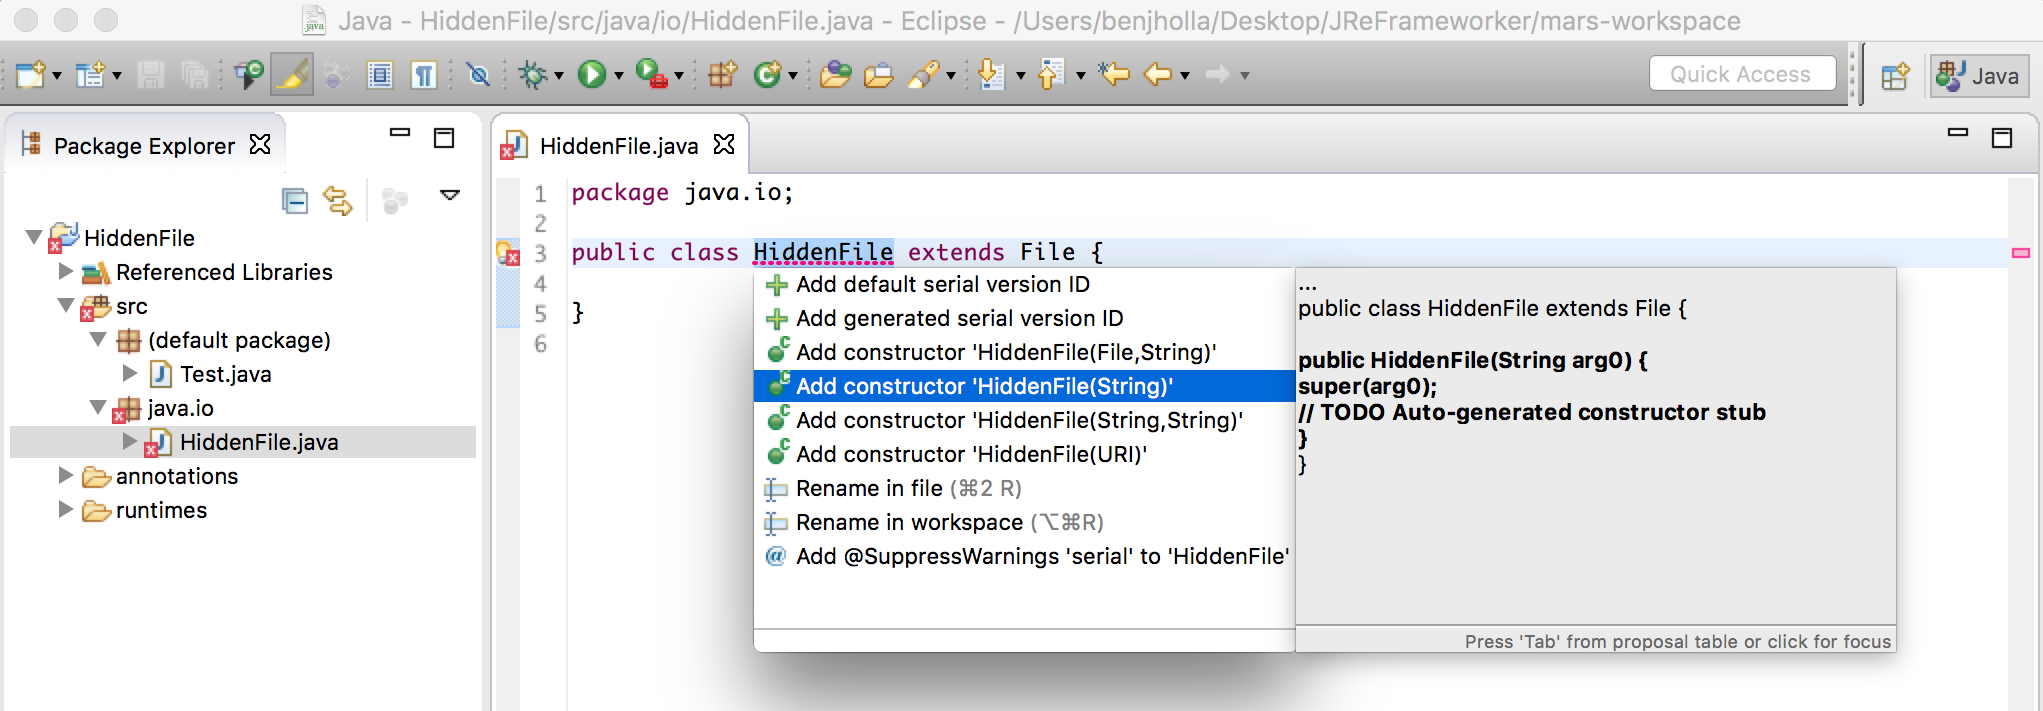 Java - HiddenFile/src/java/io/HiddenFile.java - Eclipse - /Users/benjholla/Desktop/JReFrameworker/mars-workspace
Quick Access
Java
Package Explorer
HiddenFile
Referenced Libraries
src
(default package)
Test.java
java.io
HiddenFile.java
annotations
runtimes
HiddenFile.java
1 package java.io;
2
3 public class HiddenFile extends File {
4
5 }
6
Add default serial version ID
Add generated serial version ID
Add constructor 'HiddenFile(File,String)'
Add constructor 'HiddenFile(String)'
Add constructor 'HiddenFile(String,String)'
Add constructor 'HiddenFile(URI)'
Rename in file (⌘2 R)
Rename in workspace (⌥⌘R)
Add @SuppressWarnings 'serial' to 'HiddenFile'
...
public class HiddenFile extends File {
public HiddenFile(String arg0) {
super(arg0);
// TODO Auto-generated constructor stub
}
}
Press 'Tab' from proposal table or click for focus